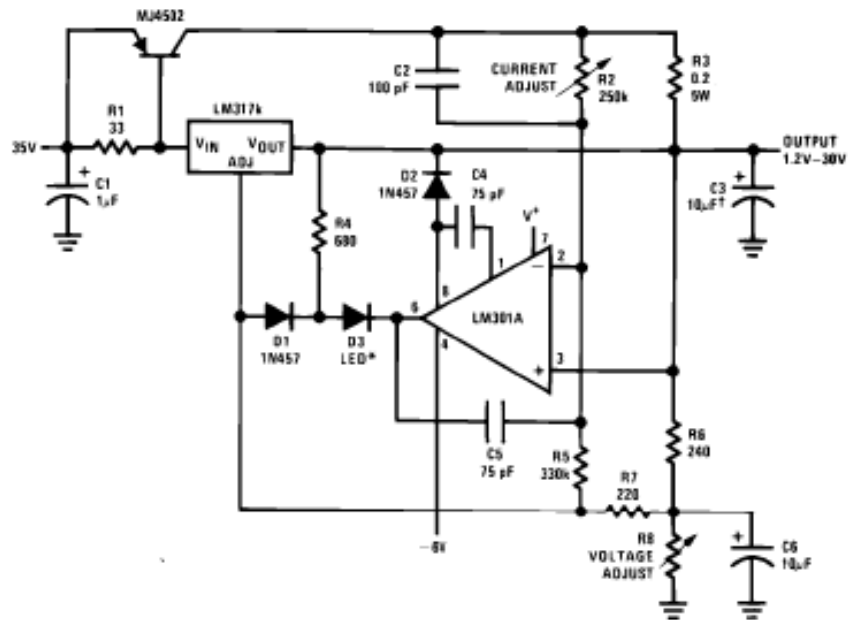 MJ4502
C2
100 pF
CURRENT
ADJUST
R2
250k
R3
0.2
5W
R1
33
LM317k
VIN
VOUT
ADJ
35V
OUTPUT
1.2V–30V
C1
1µF
D2
1N457
C4
75 pF
C3
10µF†
R4
680
V+
7
1
2
8
6
LM301A
4
3
D1
1N457
D3
LED*
C5
75 pF
R5
330k
R6
240
R7
220
–6V
R8
VOLTAGE
ADJUST
C6
10µF